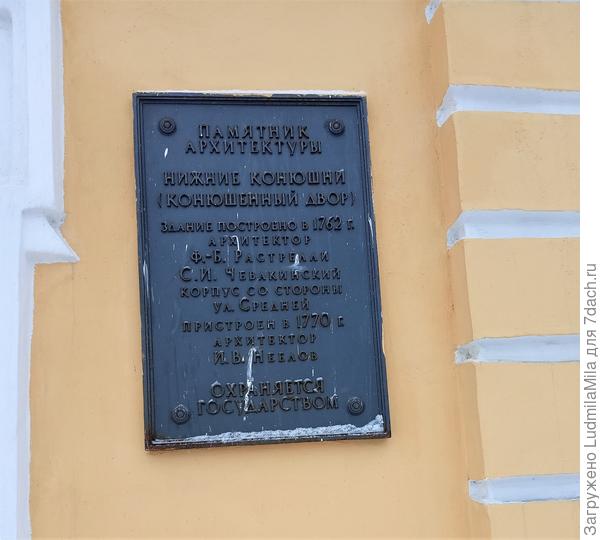 ПАМЯТНИК
АРХИТЕКТУРЫ
НИЖНИЕ КОНЮШНИ
(КОНЮШЕННЫЙ ДВОР)
ЗДАНИЕ ПОСТРОЕНО В 1762 Г.
АРХИТЕКТОР
Ф.-Б. РАСТРЕЛЛИ
С.И. ЧЕВАКИНСКИЙ
КОРПУС СО СТОРОНЫ
УЛ. СРЕДНЕЙ
ПРИСТРОЕН В 1770 Г.
АРХИТЕКТОР
И.В. НЕЕЛОВ
ОХРАНЯЕТСЯ
ГОСУДАРСТВОМ
Загружено LudmilaMila для 7dach.ru